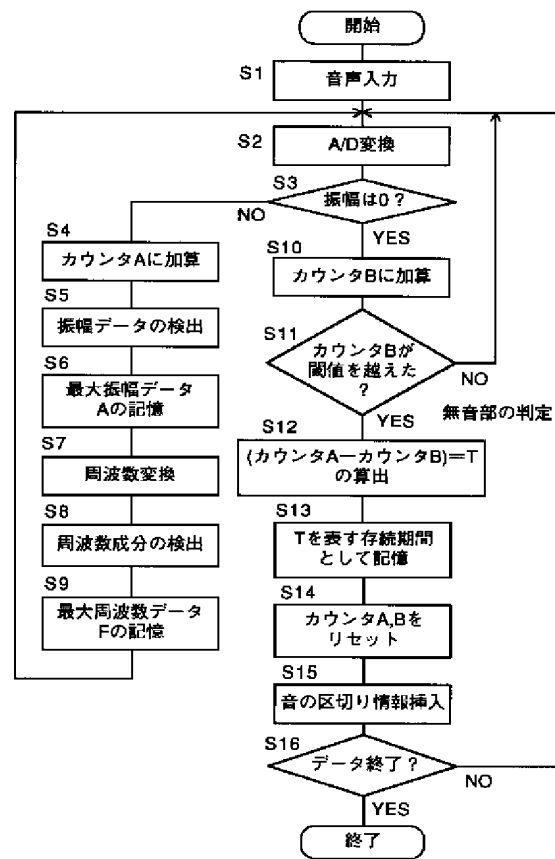 開始
S1
音声入力
S2
A/D変換
S3
振幅は0？
NO
YES
S4
カウンタAに加算
S5
振幅データの検出
S6
最大振幅データ
Aの記憶
S7
周波数変換
S8
周波数成分の検出
S9
最大周波数データ
Fの記憶
S10
カウンタBに加算
S11
カウンタBが
閾値を越えた
？
NO
YES
無音部の判定
S12
(カウンタA－カウンタB)＝T
の算出
S13
Tを表す存続期間
として記憶
S14
カウンタA,Bを
リセット
S15
音の区切り情報挿入
S16
データ終了？
NO
YES
終了